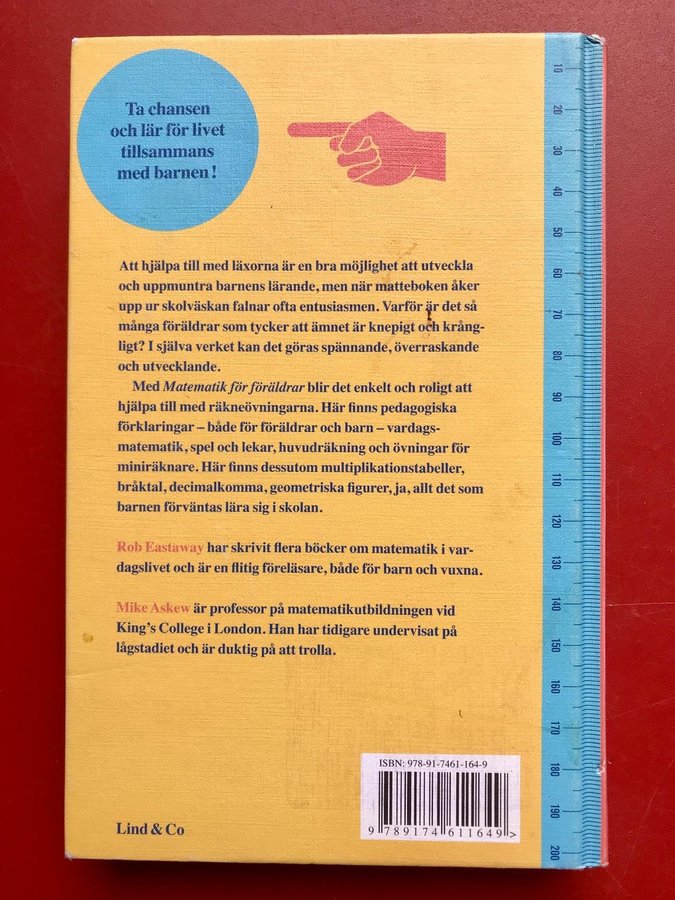 Ta chansen
och lär för livet
tillsammans
med barnen!
Att hjälpa till med läxorna är en bra möjlighet att utveckla
och uppmuntra barnens lärande, men när matteboken åker
upp ur skolväskan falnar ofta entusiasmen. Varför är det så
många föräldrar som tycker att ämnet är knepigt och krång-
ligt? I själva verket kan det göras spännande, överraskande
och utvecklande.
Med Matematik för föräldrar blir det enkelt och roligt att
hjälpa till med räkneövningarna. Här finns pedagogiska
förklaringar – både för föräldrar och barn – vardags-
matematik, spel och lekar, huvudräkning och övningar för
miniräknare. Här finns dessutom multiplikationstabeller,
bråktal, decimalkomma, geometriska figurer, ja, allt det som
barnen förväntas lära sig i skolan.
Rob Eastaway har skrivit flera böcker om matematik i var-
dagslivet och är en flitig föreläsare, både för barn och vuxna.
Mike Askew är professor på matematikutbildningen vid
King's College i London. Han har tidigare undervisat på
lågstadiet och är duktig på att trolla.
ISBN: 978-91-7461-164-9
9 789174 611649 >
Lind & Co
10
20
30
40
50
60
70
80
90
100
110
120
130
140
150
160
170
180
190
200